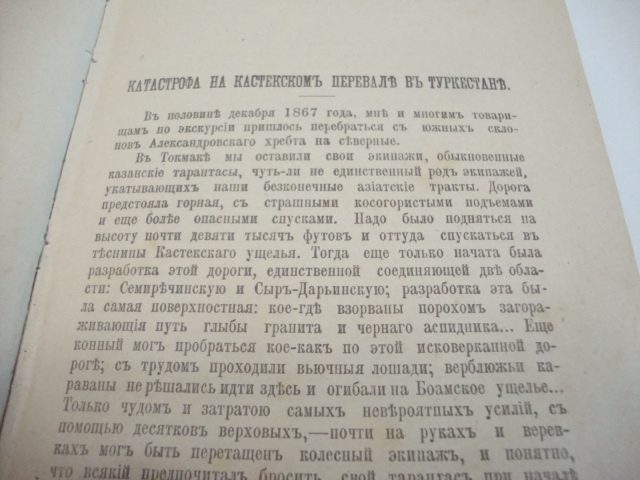 КАТАСТРОФА НА КАСТЕКСКОМЪ ПЕРЕВАЛѢ ВЪ ТУРКЕСТАНѢ.
Въ половинѣ декабря 1867 года, мнѣ и многимъ товари-
щамъ по экскурсіи пришлось перебраться съ южныхъ скло-
новъ Александровскаго хребта на сѣверные.
Въ Токмакѣ мы оставили свои экипажи, обыкновенные
казанскіе тарантасы, чуть-ли не единственный родъ экипажей,
укатывающихъ наши безконечные азіатскіе тракты. Дорога
предстояла горная, съ страшными косогористыми подъемами
и еще болѣе опасными спусками. Надо было подняться на
высоту почти девяти тысячъ футовъ и оттуда спускаться въ
тѣснины Кастекскаго ущелья. Тогда еще только начата была
разработка этой дороги, единственной соединяющей двѣ обла-
сти: Семирѣчинскую и Сыръ-Дарьинскую; разработка эта бы-
ла самая поверхностная: кое-гдѣ взорваны порохомъ загора-
живающія путь глыбы гранита и чернаго аспидника... Еще
конный могъ пробраться кое-какъ по этой исковерканной до-
рогѣ; съ трудомъ проходили вьючныя лошади; верблюжьи ка-
раваны не рѣшались идти здѣсь и огибали на Боамское ущелье...
Только чудомъ и затратою самыхъ невѣроятныхъ усилій, съ
помощью десятковъ верховыхъ,—почти на рукахъ и верев-
кахъ могъ быть перетащенъ колесный экипажъ, и понятно,
что всякій предпочиталъ бросить свой тарантасъ при началѣ